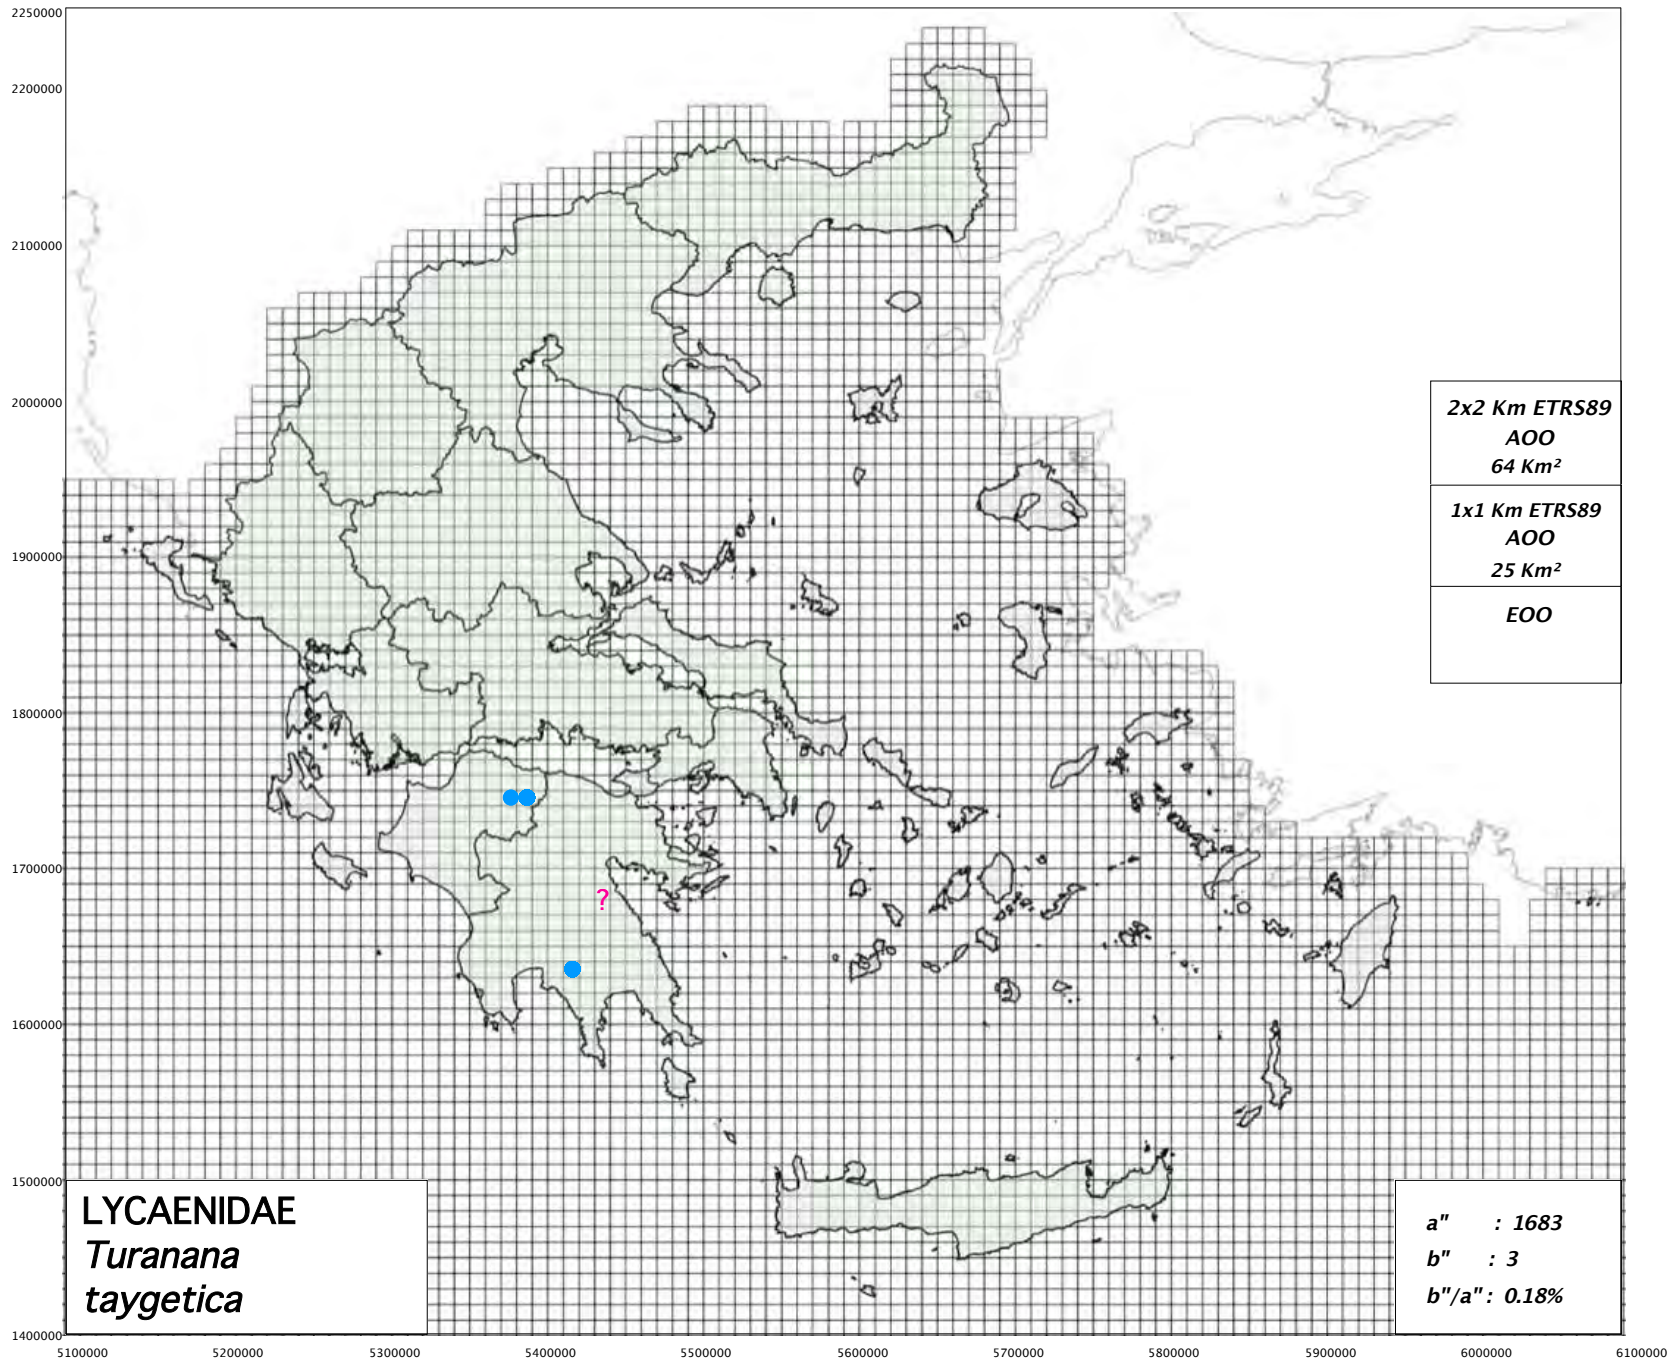 2250000
2200000
2100000
2000000
1900000
1800000
1700000
1600000
1500000
1400000
2x2 Km ETRS89
AOO
64 Km²
1x1 Km ETRS89
AOO
25 Km²
EOO
?
LYCAENIDAE
Turanana
taygetica
a" : 1683
b" : 3
b"/a" : 0.18%
5100000 5200000 5300000 5400000 5500000 5600000 5700000 5800000 5900000 6000000 6100000